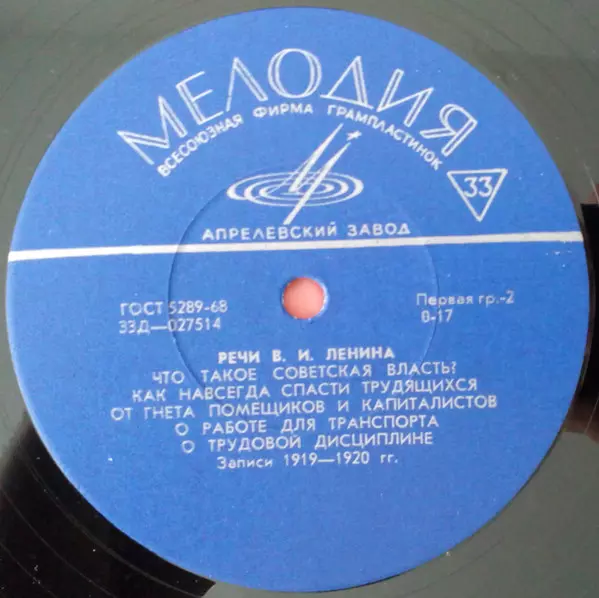 МЕЛОДИЯ
ВСЕСОЮЗНАЯ ФИРМА ГРАМПЛАСТИНОК
33
АПРЕЛЕВСКИЙ ЗАВОД
ГОСТ 5289-68
33Д—027514
Первая гр.-2
0-17
РЕЧИ В. И. ЛЕНИНА
ЧТО ТАКОЕ СОВЕТСКАЯ ВЛАСТЬ?
КАК НАВСЕГДА СПАСТИ ТРУДЯЩИХСЯ
ОТ ГНЕТА ПОМЕЩИКОВ И КАПИТАЛИСТОВ
О РАБОТЕ ДЛЯ ТРАНСПОРТА
О ТРУДОВОЙ ДИСЦИПЛИНЕ
Записи 1919—1920 гг.